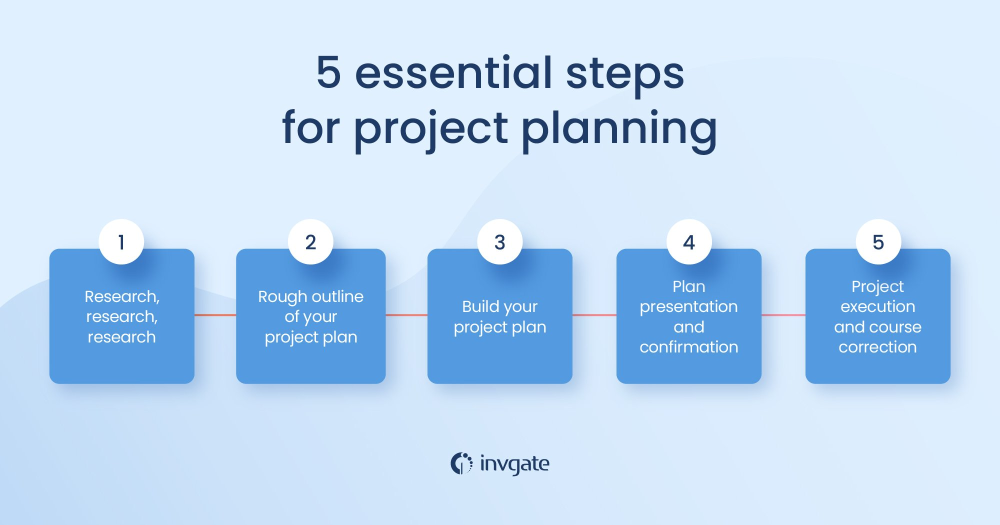 5 essential steps
for project planning
1
Research,
research,
research
2
Rough outline
of your
project plan
3
Build your
project plan
4
Plan
presentation
and
confirmation
5
Project
execution
and course
correction
invgate